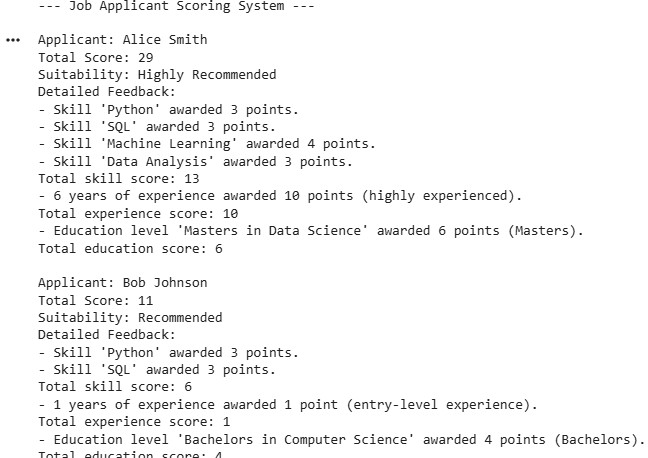 --- Job Applicant Scoring System ---
Applicant: Alice Smith
Total Score: 29
Suitability: Highly Recommended
Detailed Feedback:
- Skill 'Python' awarded 3 points.
- Skill 'SQL' awarded 3 points.
- Skill 'Machine Learning' awarded 4 points.
- Skill 'Data Analysis' awarded 3 points.
Total skill score: 13
- 6 years of experience awarded 10 points (highly experienced).
Total experience score: 10
- Education level 'Masters in Data Science' awarded 6 points (Masters).
Total education score: 6
Applicant: Bob Johnson
Total Score: 11
Suitability: Recommended
Detailed Feedback:
- Skill 'Python' awarded 3 points.
- Skill 'SQL' awarded 3 points.
Total skill score: 6
- 1 years of experience awarded 1 point (entry-level experience).
Total experience score: 1
- Education level 'Bachelors in Computer Science' awarded 4 points (Bachelors).
Total education score: 4